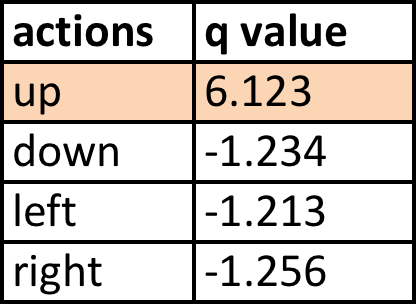 actions q value
up 6.123
down -1.234
left -1.213
right -1.256